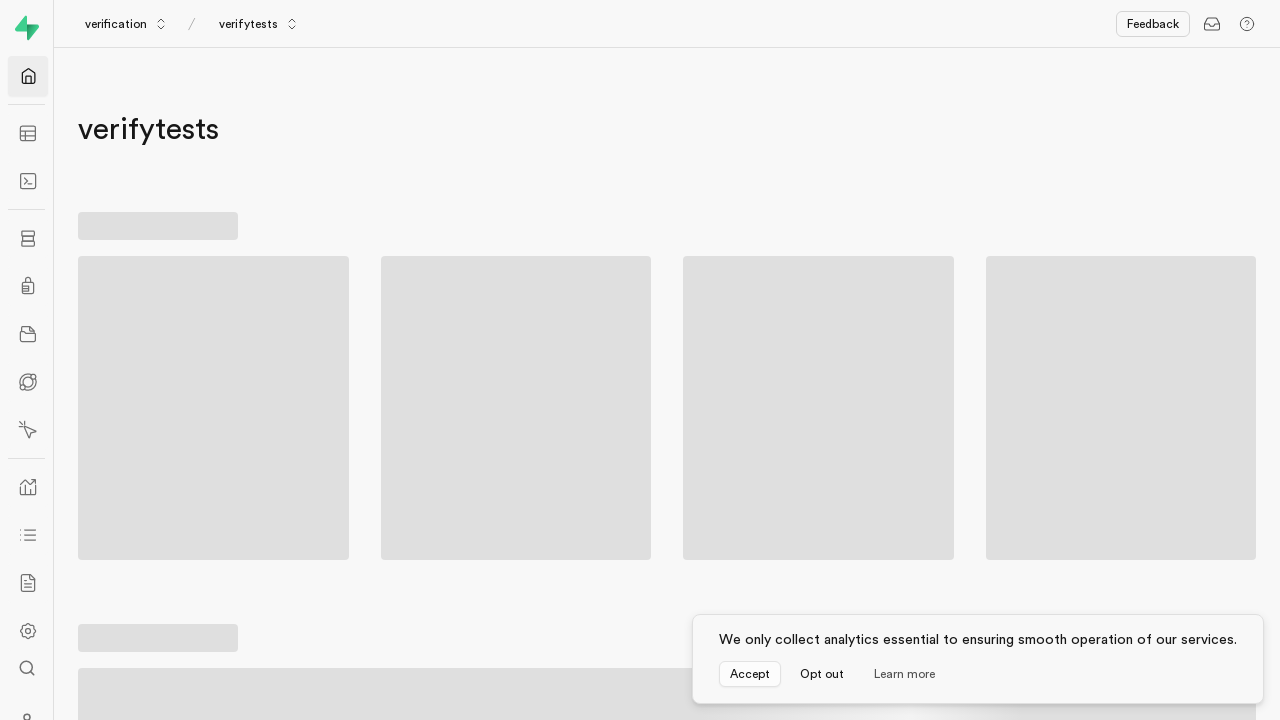 verification / verifytests
Feedback
verifytests
We only collect analytics essential to ensuring smooth operation of our services.
Accept
Opt out
Learn more